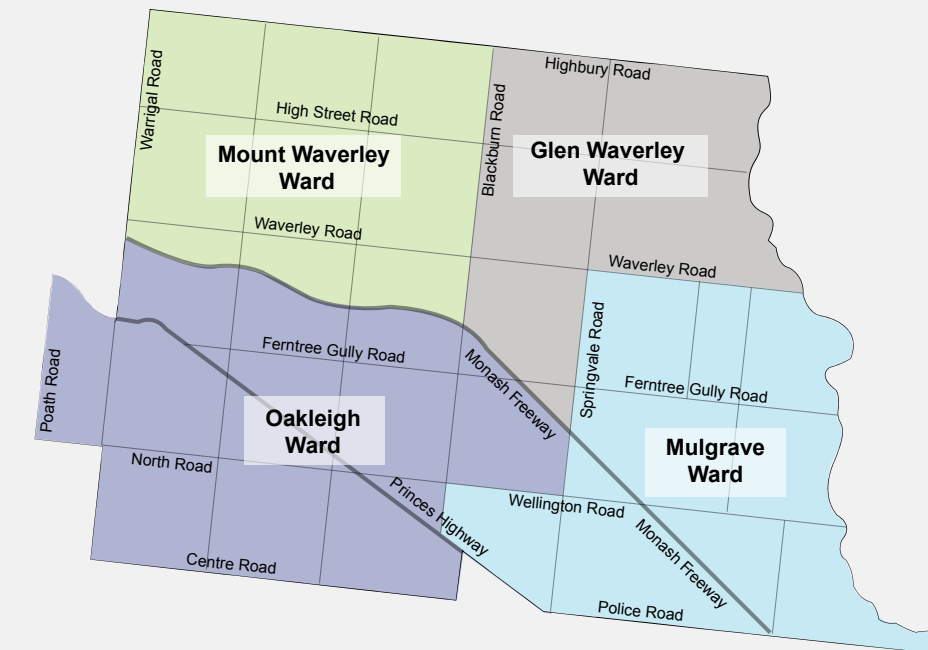 Highbury Road
Warrigal Road
High Street Road
Blackburn Road
Mount Waverley
Ward
Glen Waverley
Ward
Waverley Road
Waverley Road
Ferntree Gully Road
Monash Freeway
Springvale Road
Ferntree Gully Road
Poath Road
Oakleigh
Ward
Mulgrave
Ward
North Road
Princes Highway
Wellington Road
Monash Freeway
Centre Road
Police Road